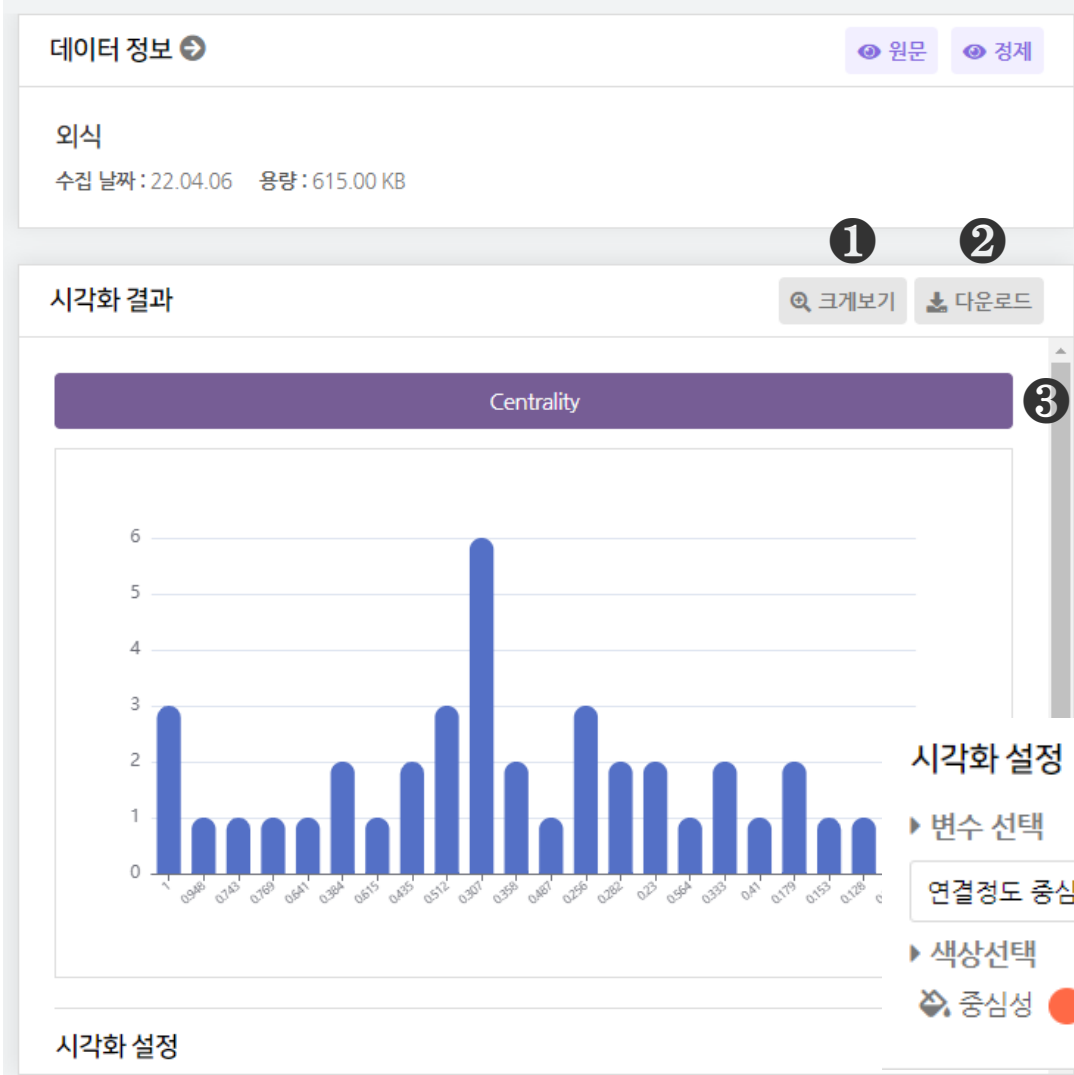 데이터 정보
원문
정제
외식
수집 날짜 : 22.04.06 용량 : 615.00 KB
❶ ❷
시각화 결과
크게보기
다운로드
Centrality
❸
6
5
4
3
2
1
0
1 0.948 0.743 0.769 0.641 0.384 0.615 0.435 0.512 0.307 0.358 0.487 0.256 0.282 0.23 0.564 0.333 0.41 0.179 0.153 0.128
시각화 설정
변수 선택
연결정도
색상선택
중심성
시각화 설정